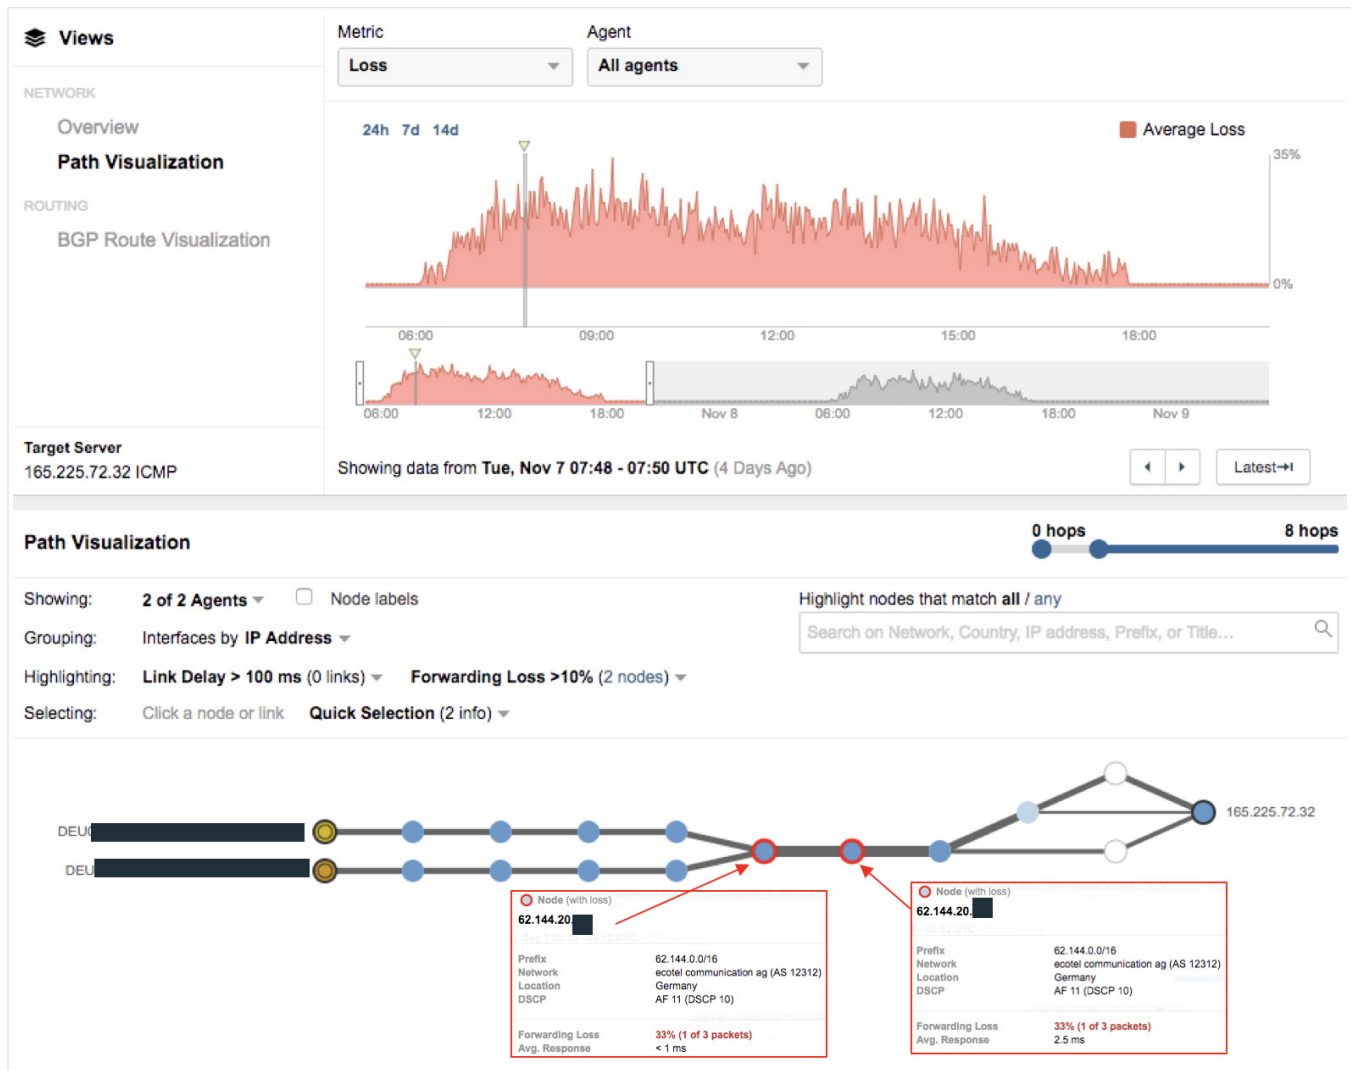 Views
NETWORK
Overview
Path Visualization
ROUTING
BGP Route Visualization
Target Server
165.225.72.32 ICMP
Metric
Agent
Loss
All agents
24h 7d 14d
Average Loss
35%
0%
06:00 09:00 12:00 15:00 18:00
06:00 12:00 18:00 Nov 8 06:00 12:00 18:00 Nov 9
Showing data from Tue, Nov 7 07:48 - 07:50 UTC (4 Days Ago)
Latest
Path Visualization
0 hops
8 hops
Showing: 2 of 2 Agents
Node labels
Highlight nodes that match all / any
Grouping: Interfaces by IP Address
Search on Network, Country, IP address, Prefix, or Title...
Highlighting: Link Delay > 100 ms (0 links) Forwarding Loss >10% (2 nodes)
Selecting: Click a node or link Quick Selection (2 info)
DEU
DEU
165.225.72.32
Node (with loss)
62.144.20.
Prefix 62.144.0.0/16
Network ecotel communication ag (AS 12312)
Location Germany
DSCP AF 11 (DSCP 10)
Forwarding Loss 33% (1 of 3 packets)
Avg. Response < 1 ms
Node (with loss)
62.144.20.
Prefix 62.144.0.0/16
Network ecotel communication ag (AS 12312)
Location Germany
DSCP AF 11 (DSCP 10)
Forwarding Loss 33% (1 of 3 packets)
Avg. Response 2.5 ms